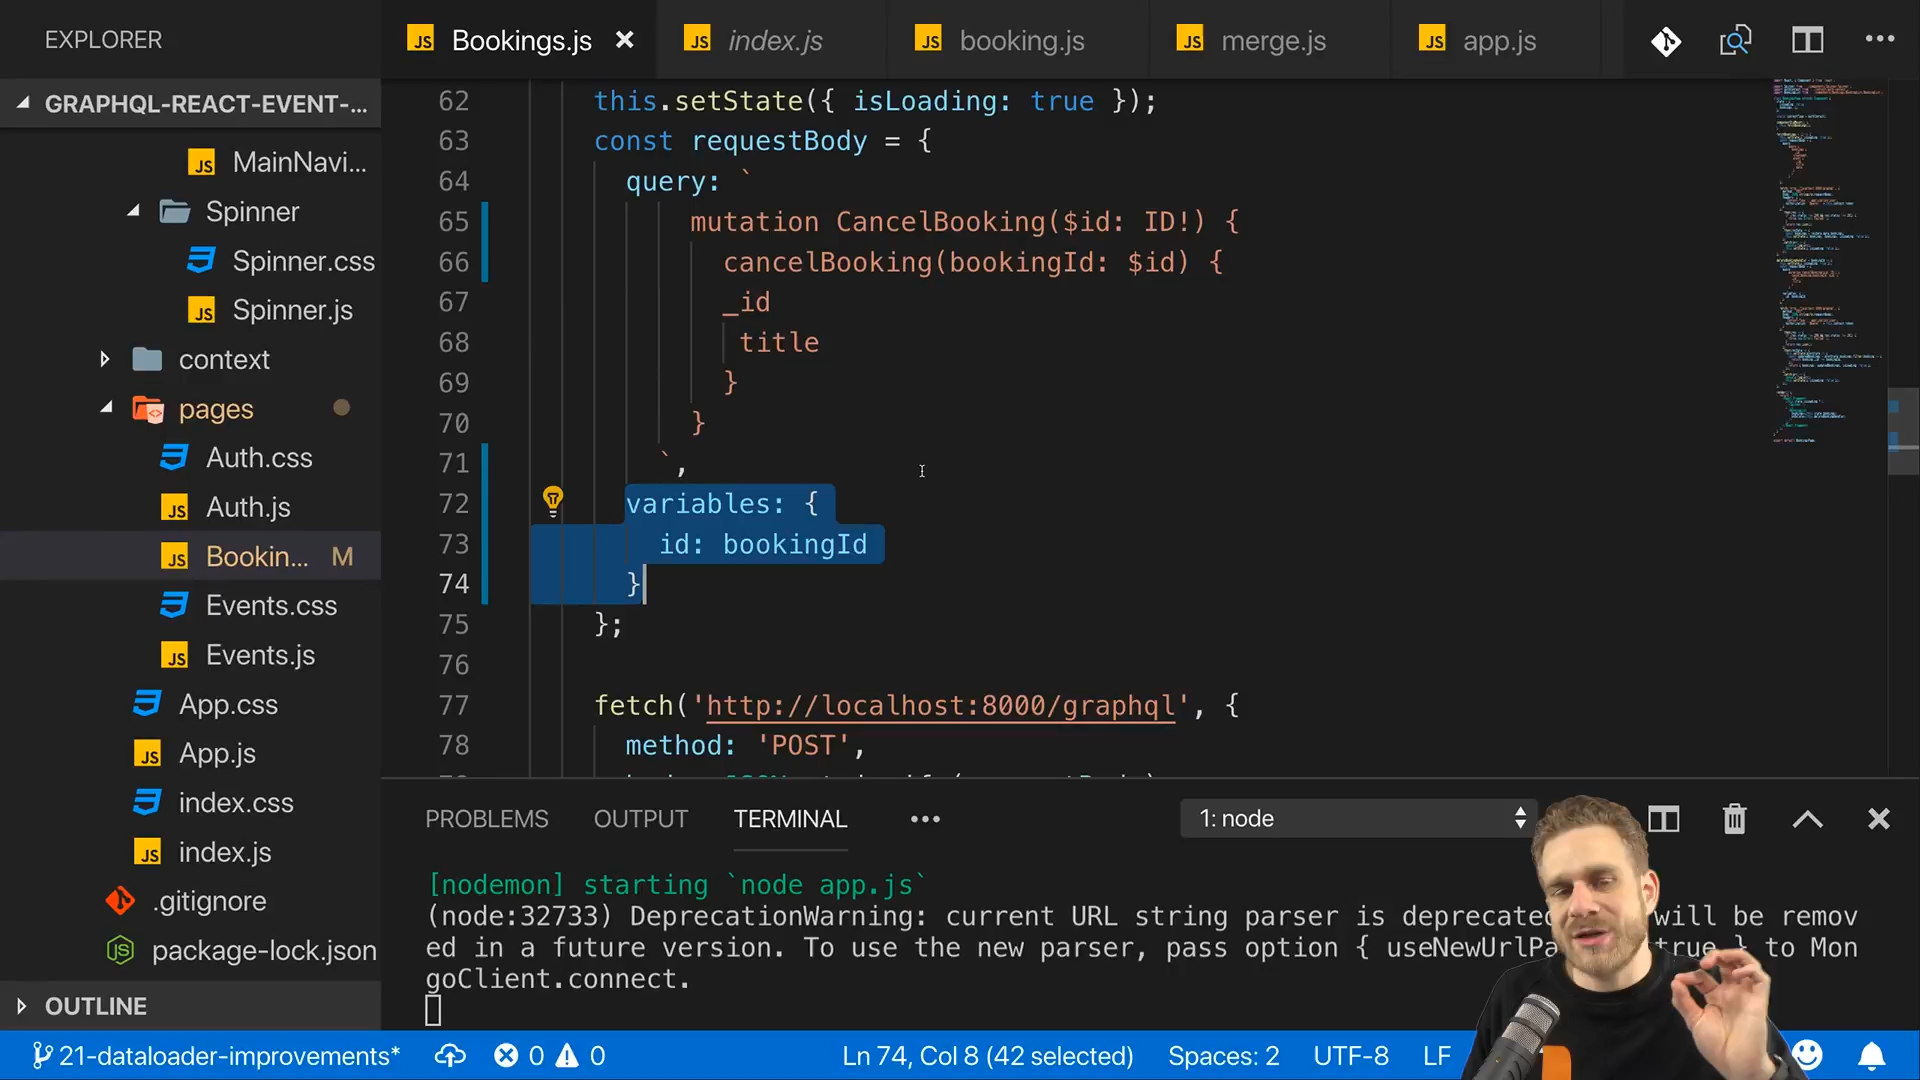 EXPLORER
JS Bookings.js
JS index.js
JS booking.js
JS merge.js
JS app.js
GRAPHQL-REACT-EVENT-...
JS MainNavi...
Spinner
Spinner.css
JS Spinner.js
context
pages
Auth.css
JS Auth.js
JS Bookin... M
Events.css
JS Events.js
App.css
JS App.js
index.css
JS index.js
.gitignore
package-lock.json
OUTLINE
62 this.setState({ isLoading: true });
63 const requestBody = {
64 query: `
65 mutation CancelBooking($id: ID!) {
66 cancelBooking(bookingId: $id) {
67 _id
68 title
69 }
70 }
71 `,
72 variables: {
73 id: bookingId
74 }
75 };
76
77 fetch('http://localhost:8000/graphql', {
78 method: 'POST',
PROBLEMS OUTPUT TERMINAL ••• 1: node
[nodemon] starting `node app.js`
(node:32733) DeprecationWarning: current URL string parser is deprecated will be remov
ed in a future version. To use the new parser, pass option { useNewUrlPa true } to Mon
goClient.connect.
21-dataloader-improvements* 0 0 Ln 74, Col 8 (42 selected) Spaces: 2 UTF-8 LF